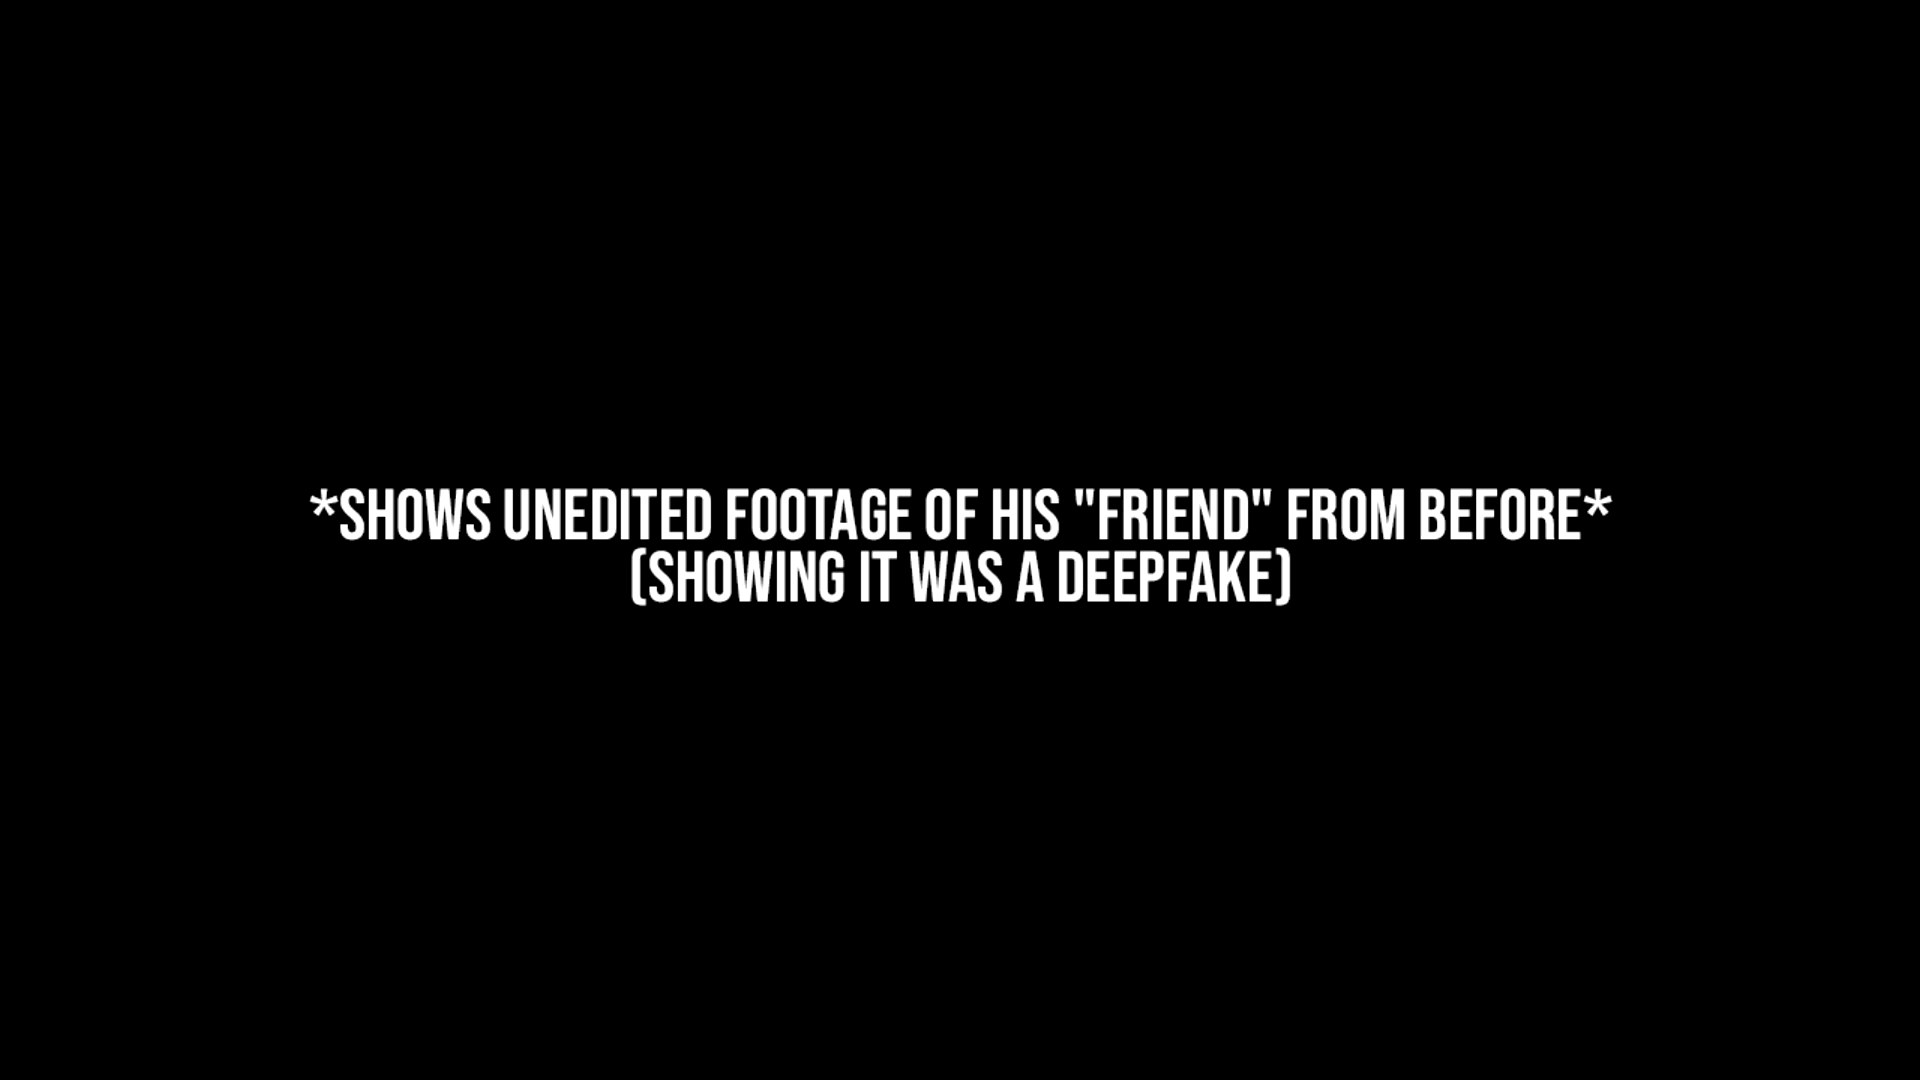 *SHOWS UNEDITED FOOTAGE OF HIS "FRIEND" FROM BEFORE*
(SHOWING IT WAS A DEEPFAKE)